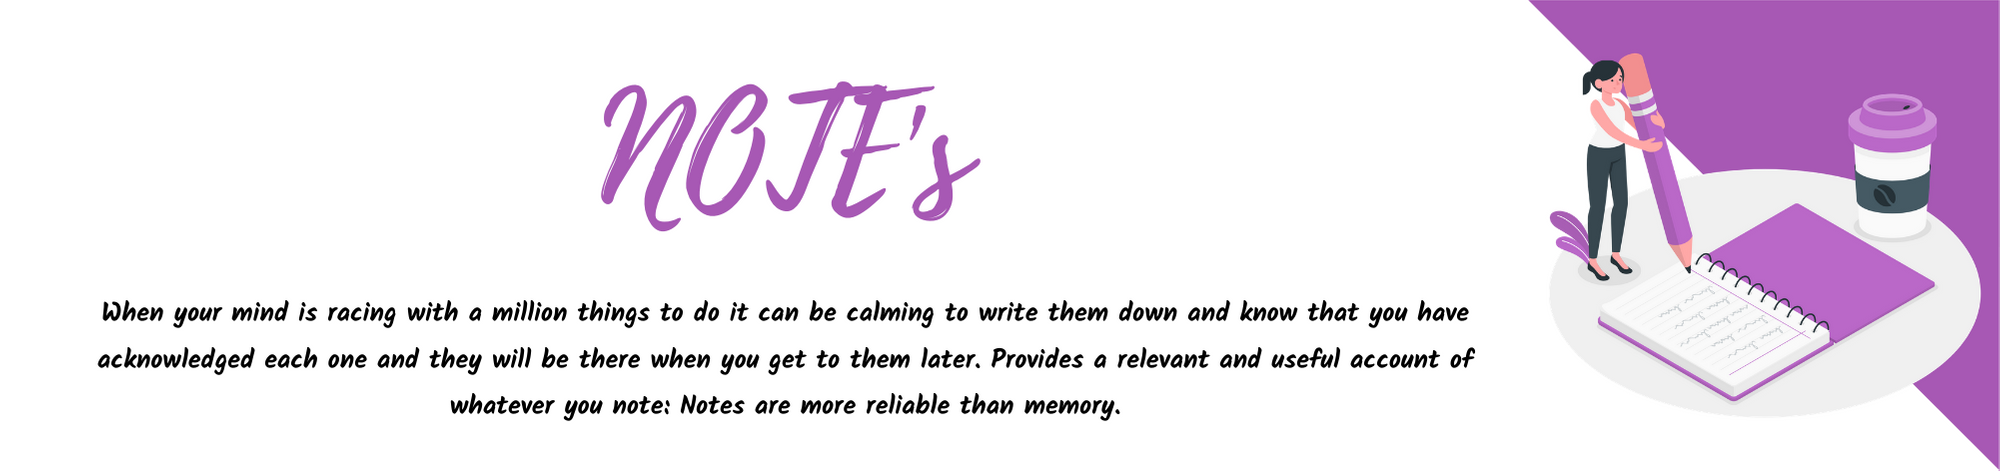 NOTE's
When your mind is racing with a million things to do it can be calming to write them down and know that you have
acknowledged each one and they will be there when you get to them later. Provides a relevant and useful account of
whatever you note: Notes are more reliable than memory.